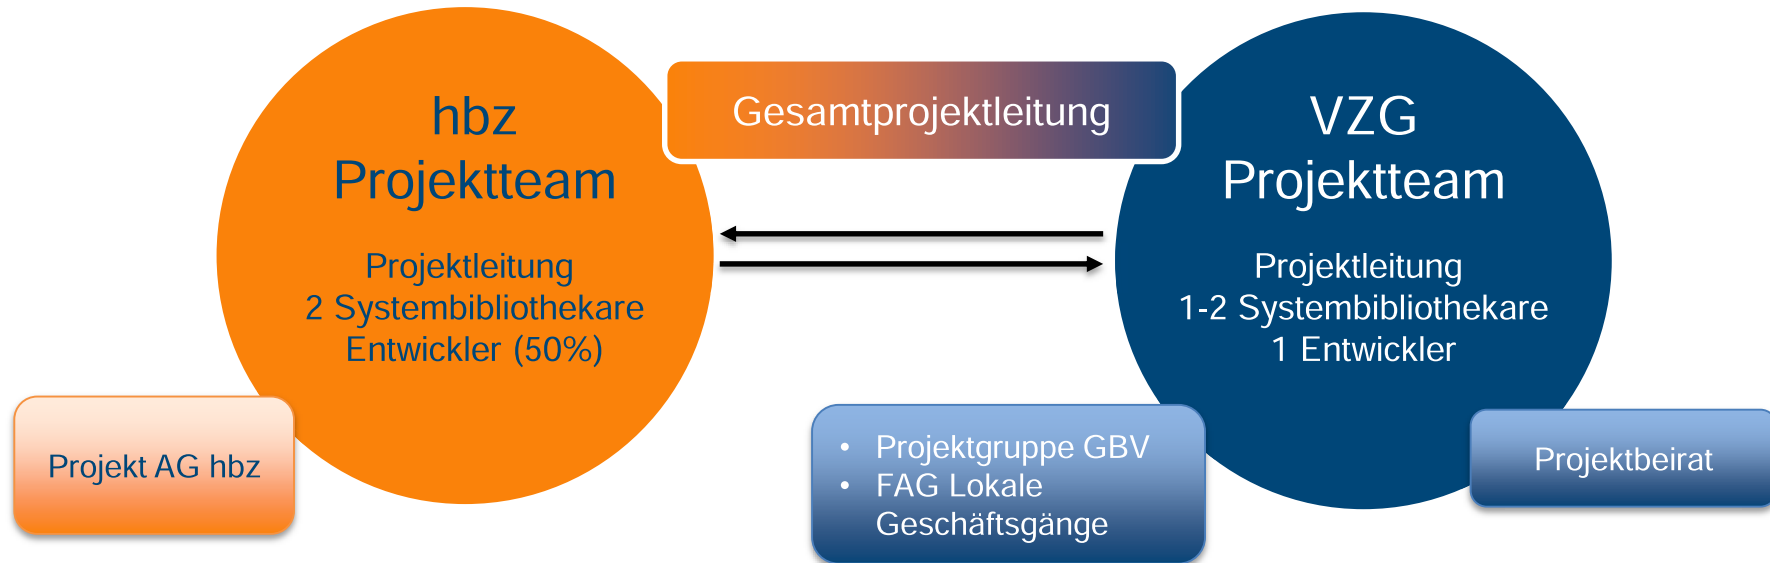 hbz
Projektteam
Projektleitung
2 Systembibliothekare
Entwickler (50%)
Projekt AG hbz
Gesamtprojektleitung
VZG
Projektteam
Projektleitung
1-2 Systembibliothekare
1 Entwickler
• Projektgruppe GBV
• FAG Lokale
Geschäftsgänge
Projektbeirat